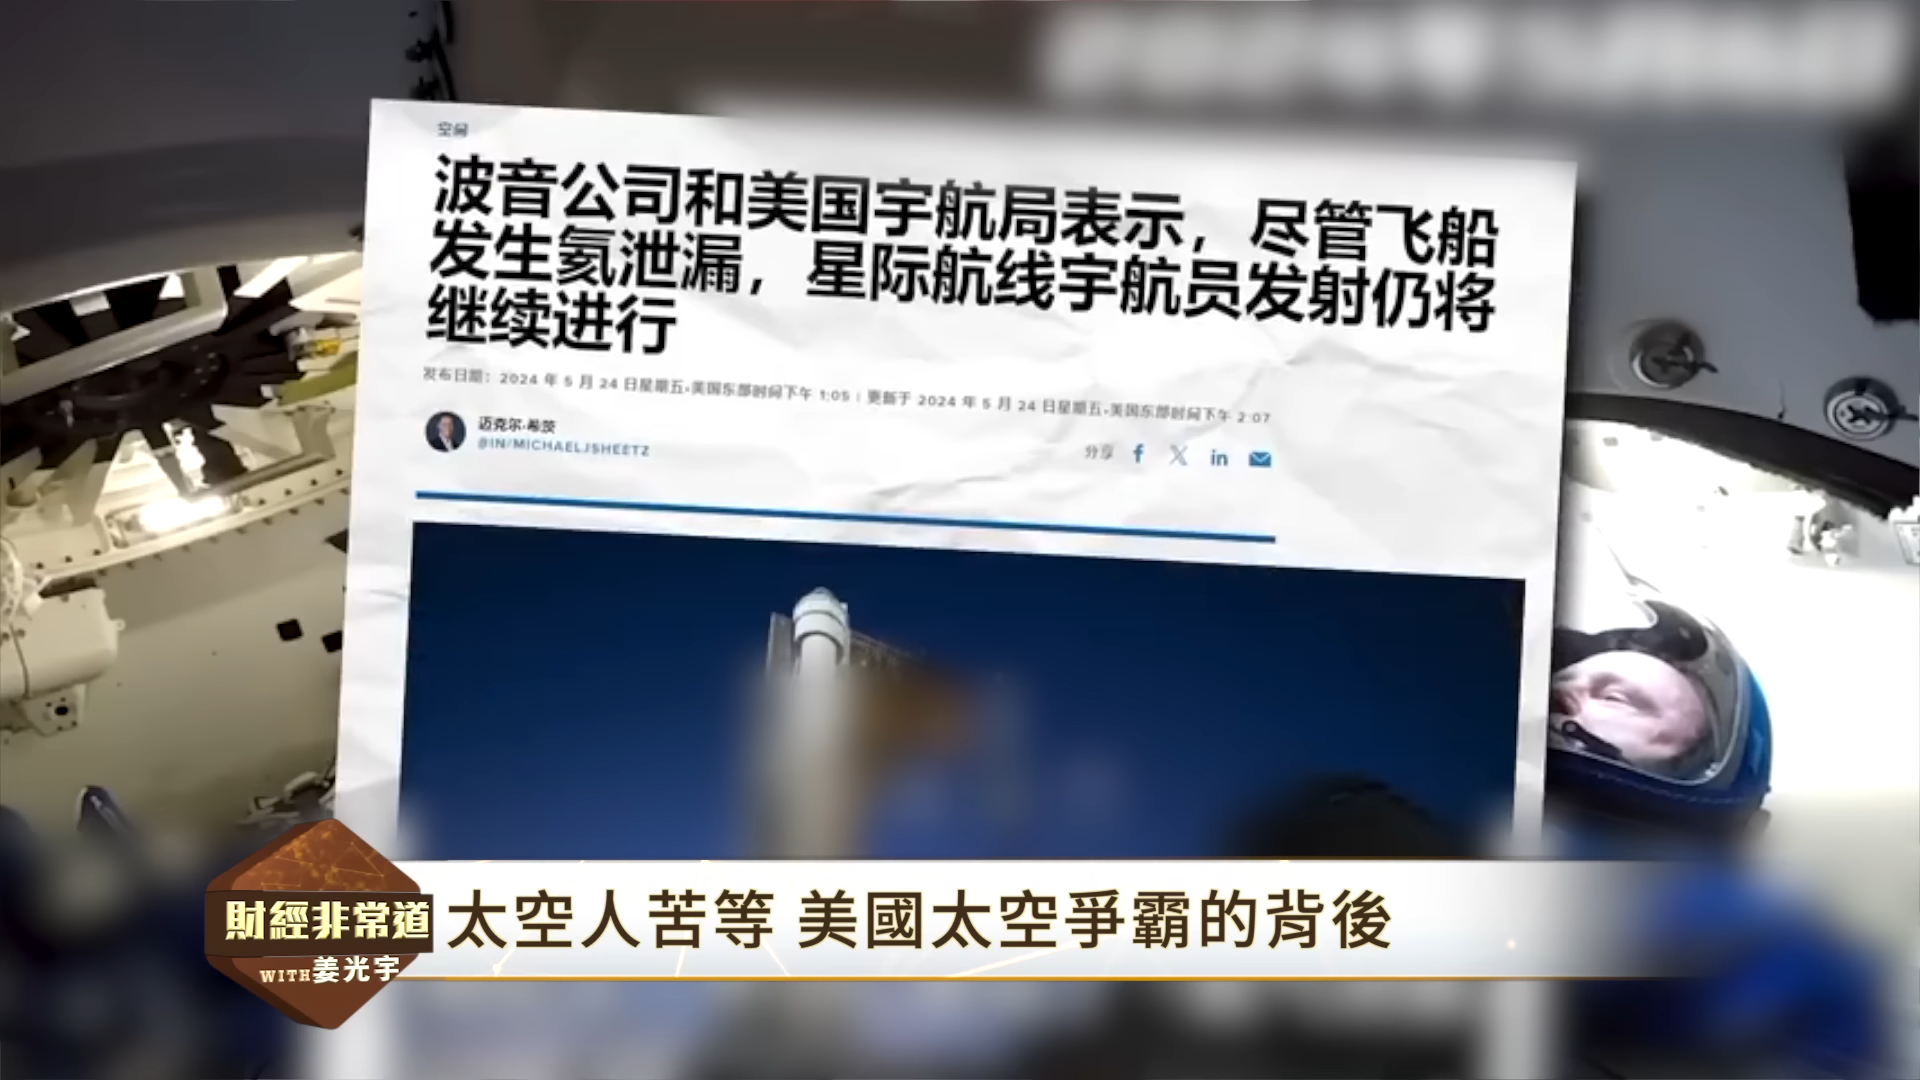 空间
波音公司和美国宇航局表示，尽管飞船
发生氦泄漏，星际航线宇航员发射仍将
继续进行
发布日期：2024 年 5 月 24 日星期五·美国东部时间下午 1:05 | 更新于 2024 年 5 月 24 日星期五·美国东部时间下午 2:07
迈克尔·希茨
@IN/MICHAELJSHEETZ
分享
財經非常道
WITH姜光宇
太空人苦等 美國太空爭霸的背後